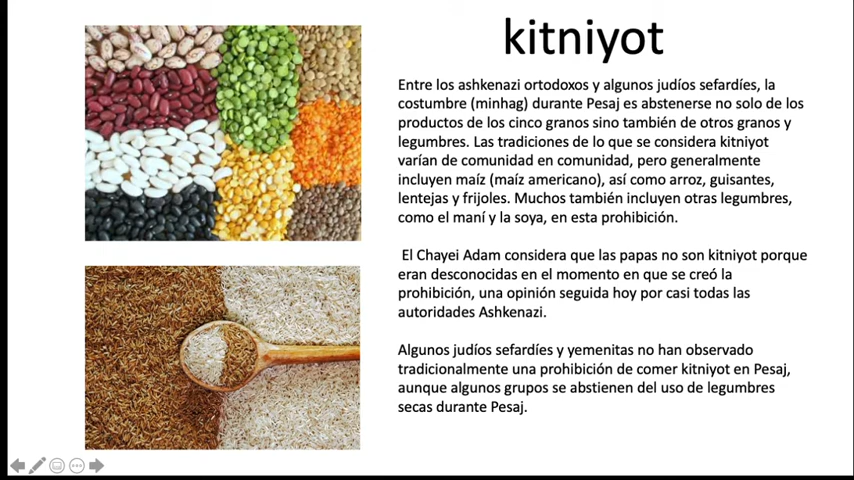 kitniyot
Entre los ashkenazi ortodoxos y algunos judíos sefardíes, la
costumbre (minhag) durante Pesaj es abstenerse no solo de los
productos de los cinco granos sino también de otros granos y
legumbres. Las tradiciones de lo que se considera kitniyot
varían de comunidad en comunidad, pero generalmente
incluyen maíz (maíz americano), así como arroz, guisantes,
lentejas y frijoles. Muchos también incluyen otras legumbres,
como el maní y la soya, en esta prohibición.
El Chayei Adam considera que las papas no son kitniyot porque
eran desconocidas en el momento en que se creó la
prohibición, una opinión seguida hoy por casi todas las
autoridades Ashkenazi.
Algunos judíos sefardíes y yemenitas no han observado
tradicionalmente una prohibición de comer kitniyot en Pesaj,
aunque algunos grupos se abstienen del uso de legumbres
secas durante Pesaj.